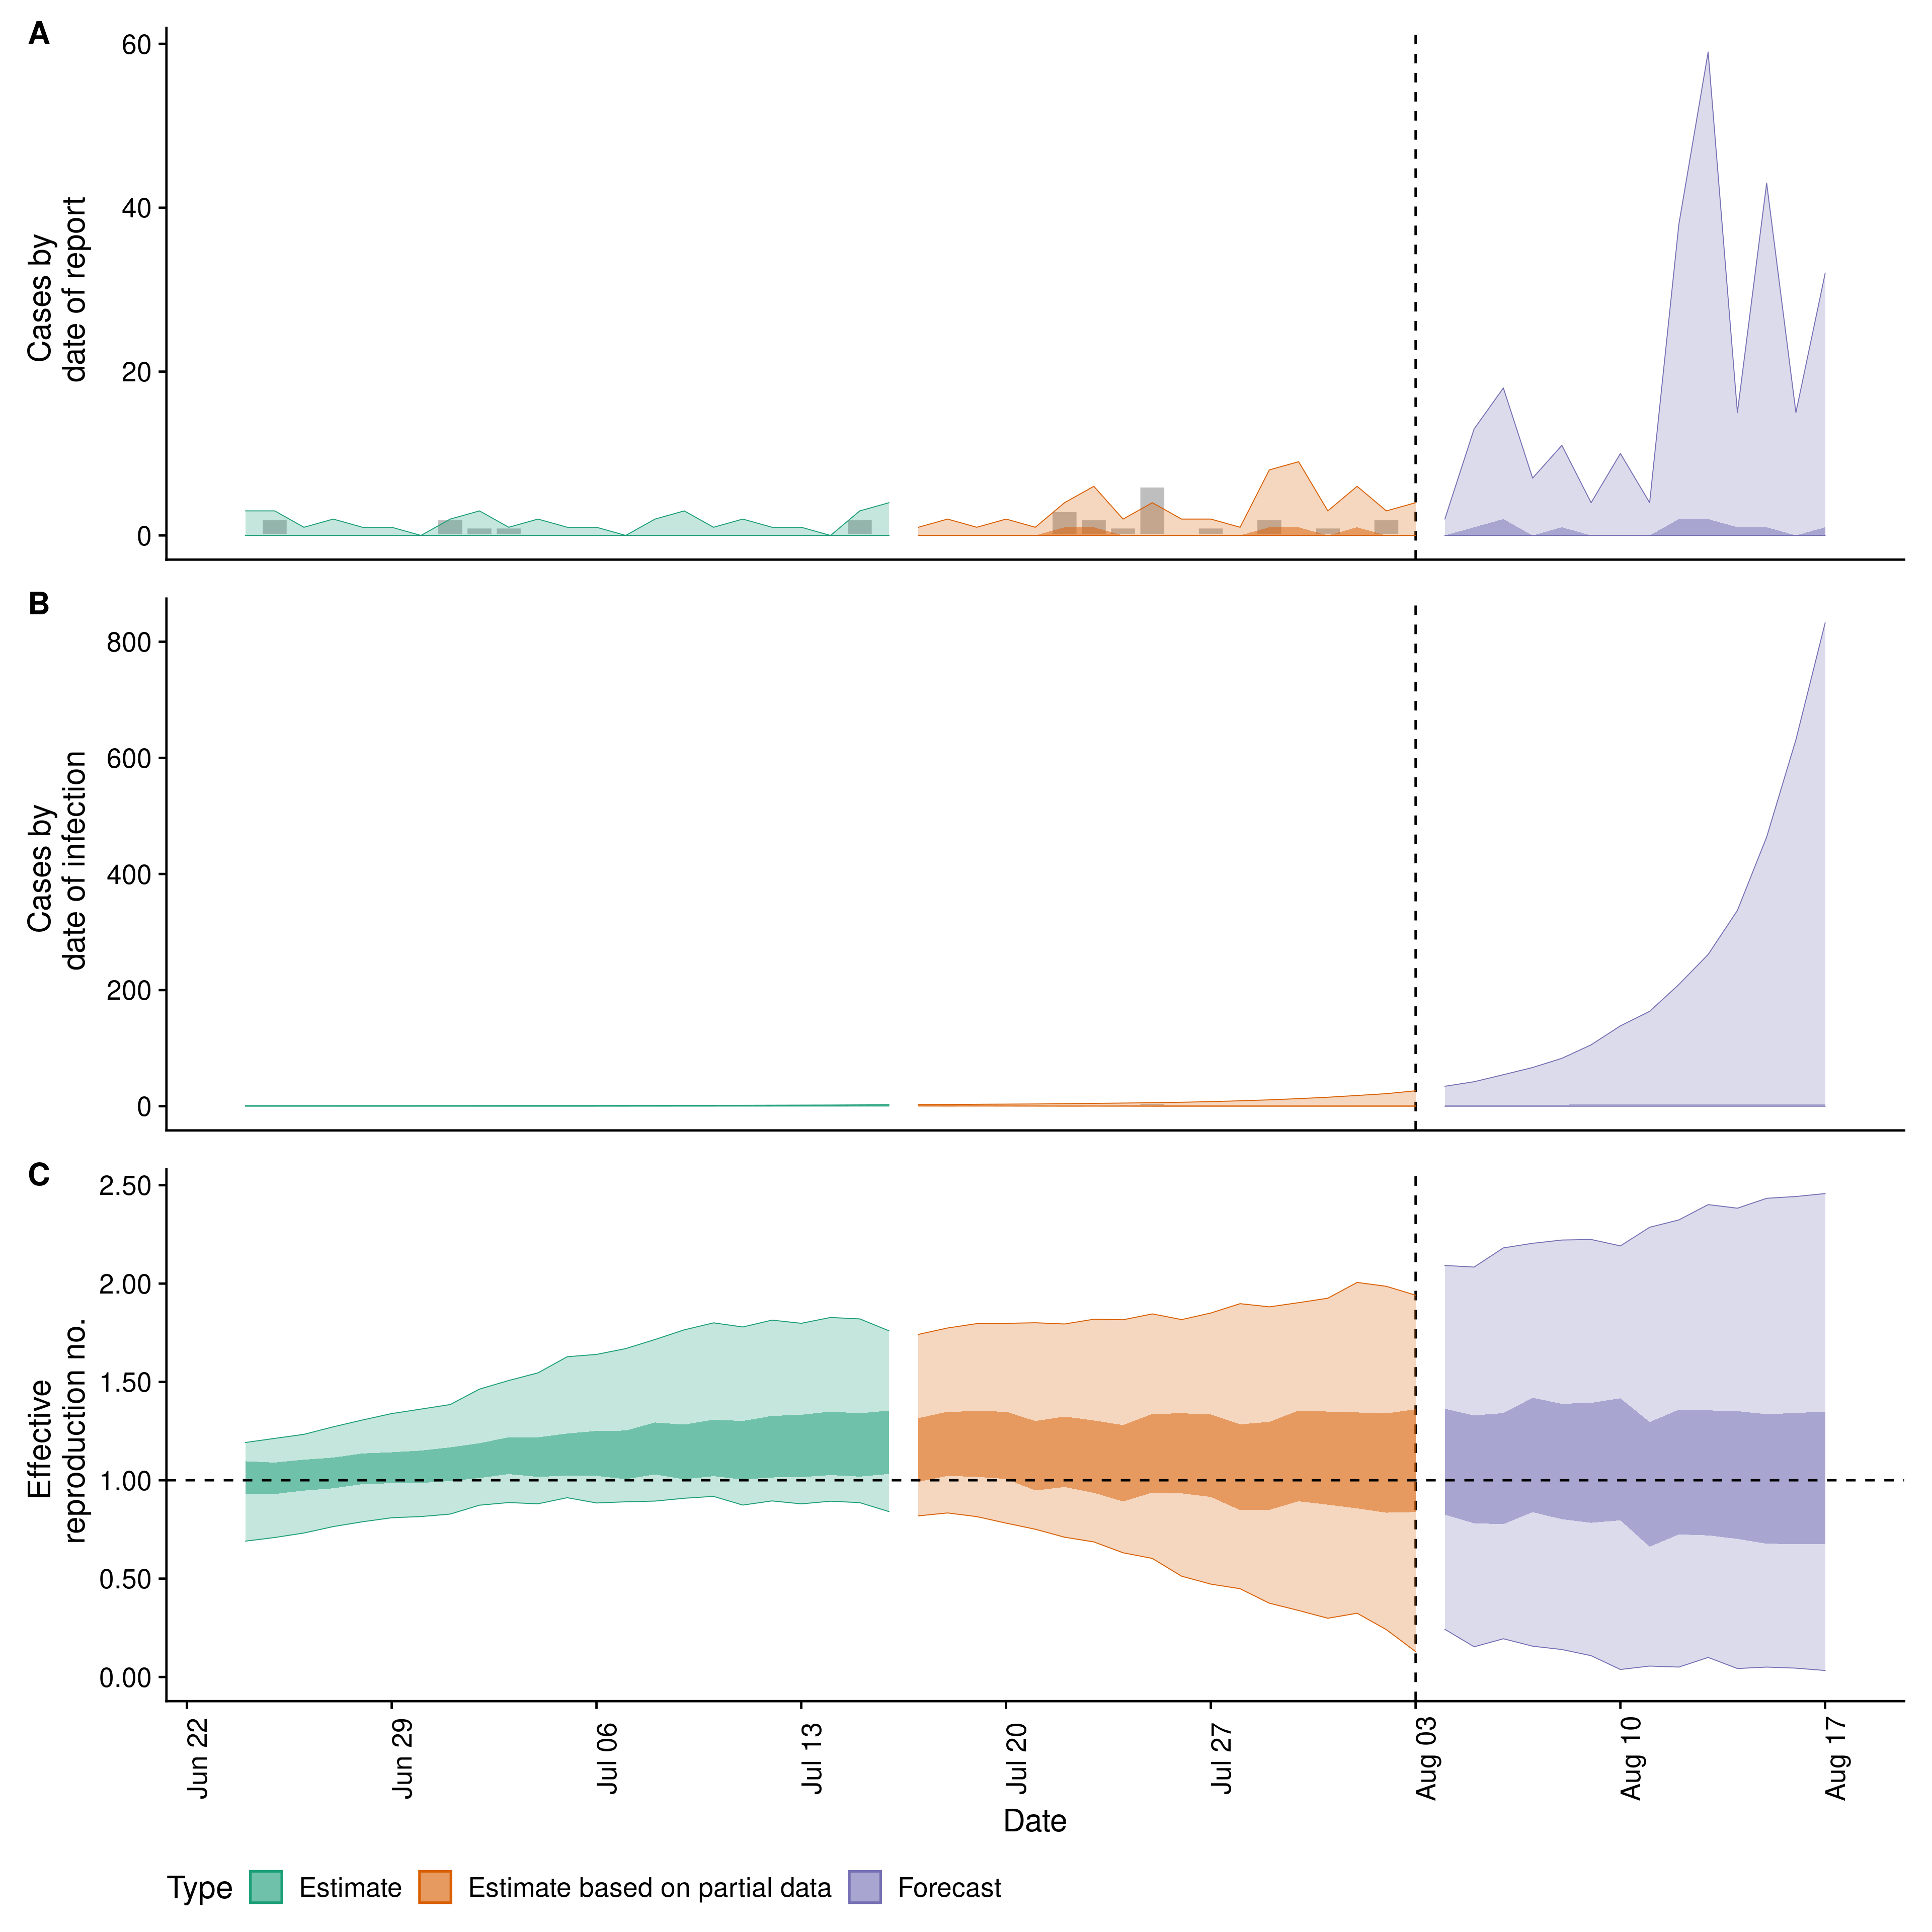 A
Cases by
date of report
60
40
20
0
B
Cases by
date of infection
800
600
400
200
0
C
Effective
reproduction no.
2.50
2.00
1.50
1.00
0.50
0.00
Jun 22
Jun 29
Jul 06
Jul 13
Jul 20
Jul 27
Aug 03
Aug 10
Aug 17
Date
Type Estimate Estimate based on partial data Forecast